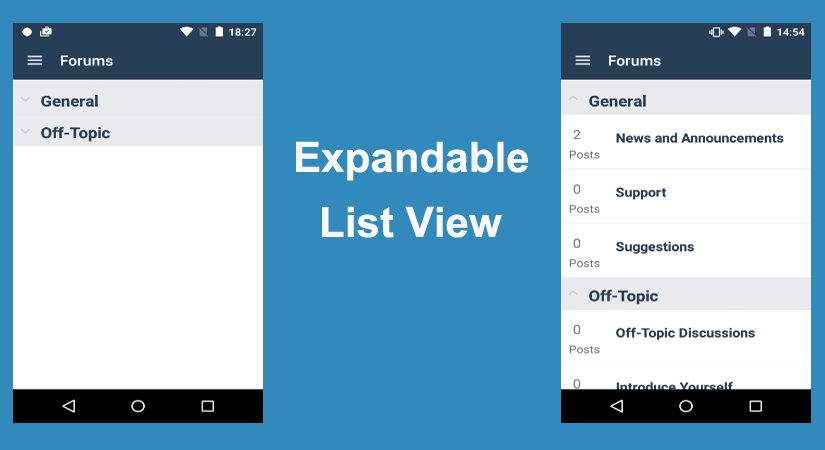 18:27
Forums
General
Off-Topic
Expandable
List View
14:54
Forums
General
2
Posts
News and Announcements
0
Posts
Support
0
Posts
Suggestions
Off-Topic
0
Posts
Off-Topic Discussions
0
Introduce Yourself